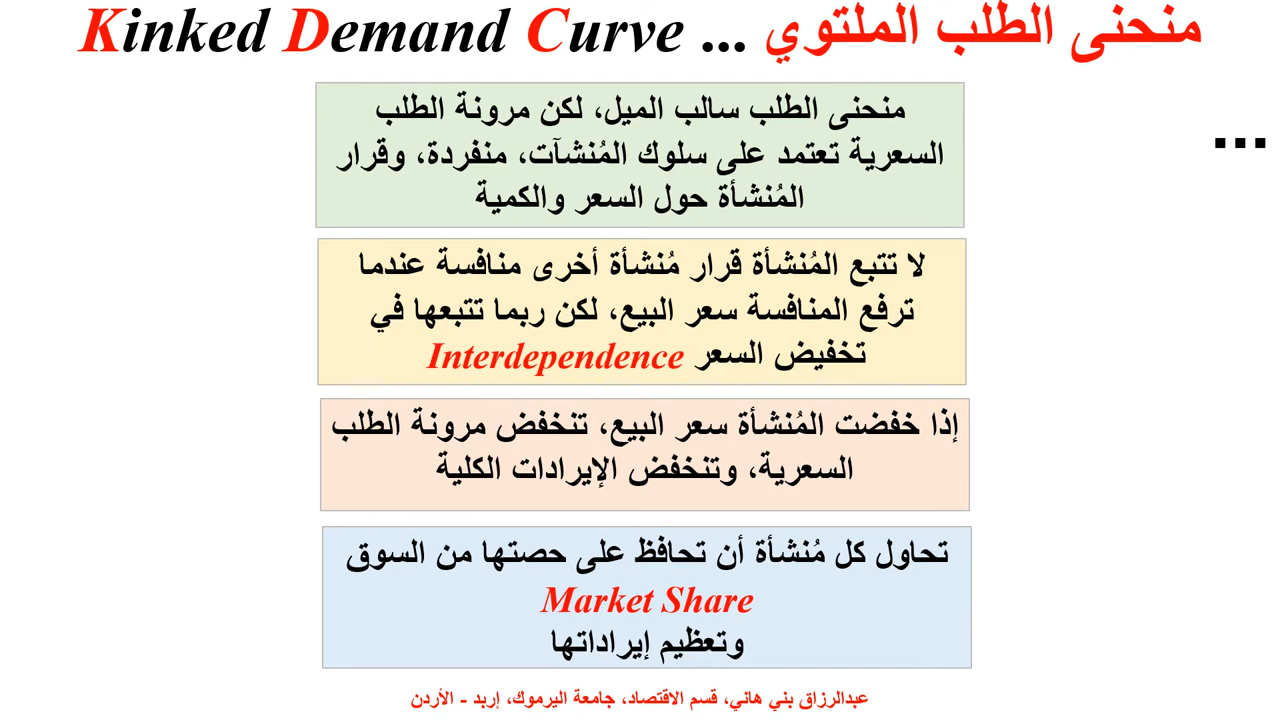 Kinked Demand Curve ... منحنى الطلب الملتوي
...
منحنى الطلب سالب الميل، لكن مرونة الطلب
السعرية تعتمد على سلوك المُنشآت، منفردة، وقرار
المُنشأة حول السعر والكمية
لا تتبع المُنشأة قرار مُنشأة أخرى منافسة عندما
ترفع المنافسة سعر البيع، لكن ربما تتبعها في
تخفيض السعر Interdependence
إذا خفضت المُنشأة سعر البيع، تنخفض مرونة الطلب
السعرية، وتنخفض الإيرادات الكلية
تحاول كل مُنشأة أن تحافظ على حصتها من السوق
Market Share
وتعظيم إيراداتها
عبدالرزاق بني هاني، قسم الاقتصاد، جامعة اليرموك، إربد - الأردن